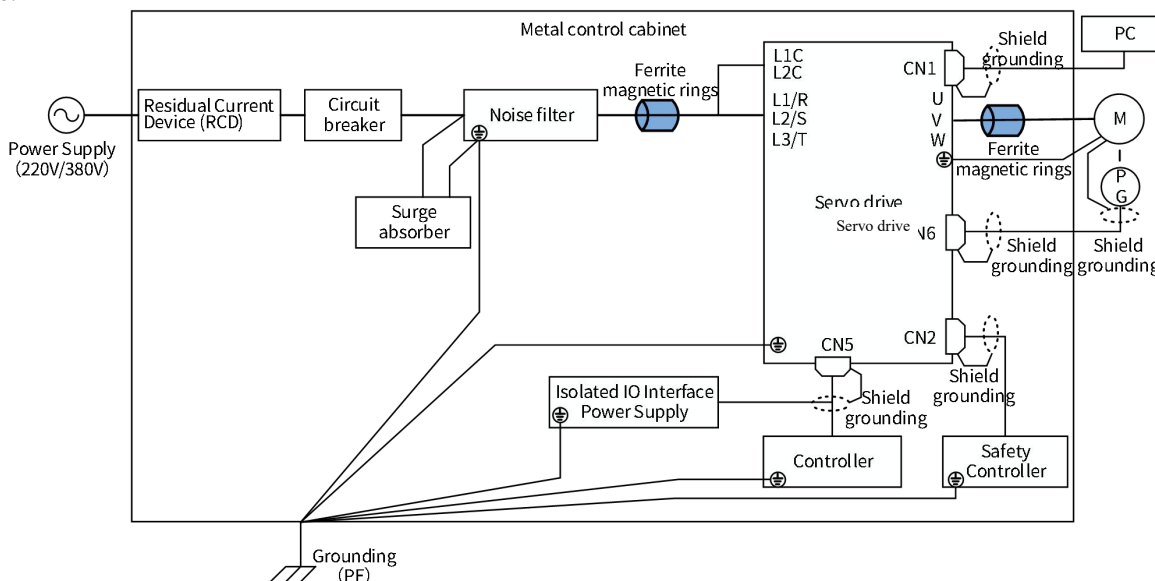 Metal control cabinet
PC
Shield
grounding
L1C
L2C
CN1
Ferrite
magnetic rings
Residual Current
Device (RCD)
Circuit
breaker
Noise filter
L1/R
L2/S
L3/T
U
V
W
M
Power Supply
(220V/380V)
Ferrite
magnetic rings
P
G
Surge
absorber
Servo drive
Servo drive
N6
Shield
grounding
Shield
grounding
CN2
CN5
Shield
grounding
Isolated IO Interface
Power Supply
Shield
grounding
Controller
Safety
Controller
Grounding
(PE)